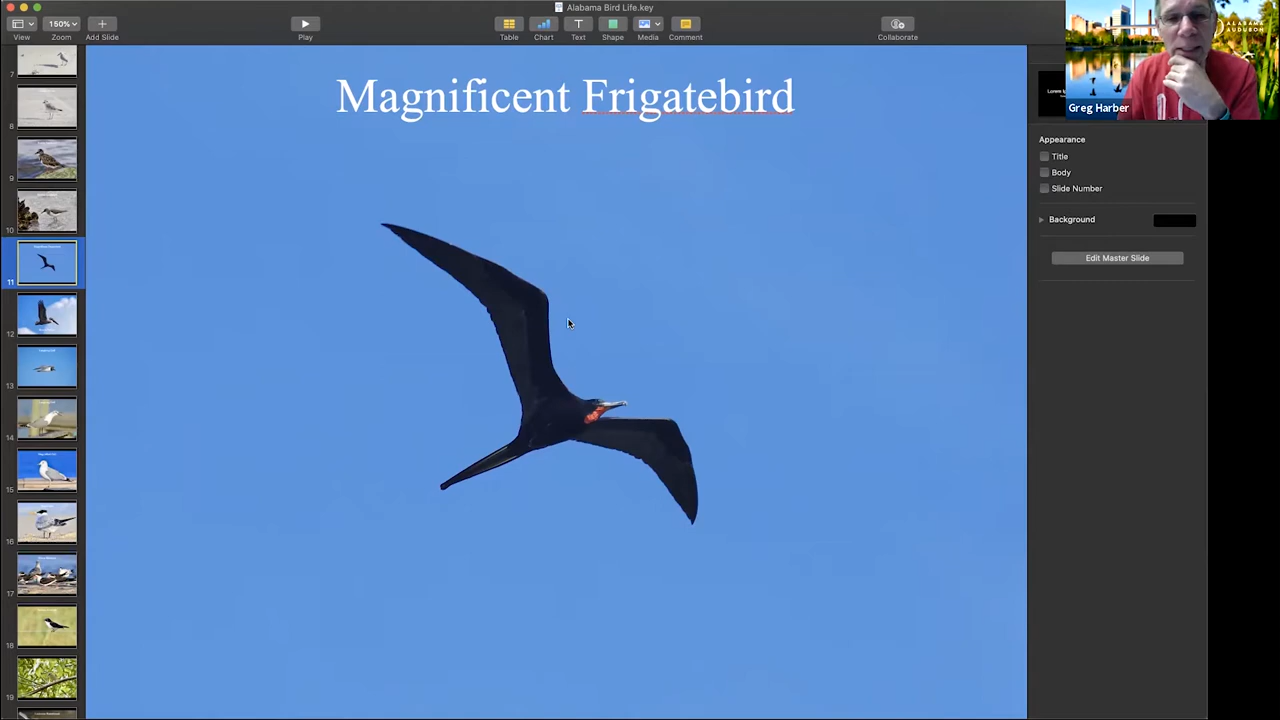 Alabama Bird Life.key
150%
View
Zoom
Add Slide
Play
Table
Chart
Text
Shape
Media
Comment
Collaborate
ALABAMA
AUDUBON
Greg Harber
Magnificent Frigatebird
Appearance
Title
Body
Slide Number
Background
Edit Master Slide
7
8
9
10
11
12
13
14
15
16
17
18
19